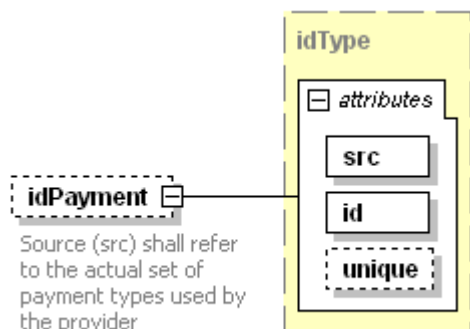 idType
attributes
src
idPayment
id
Source (src) shall refer
to the actual set of
payment types used by
the provider
unique